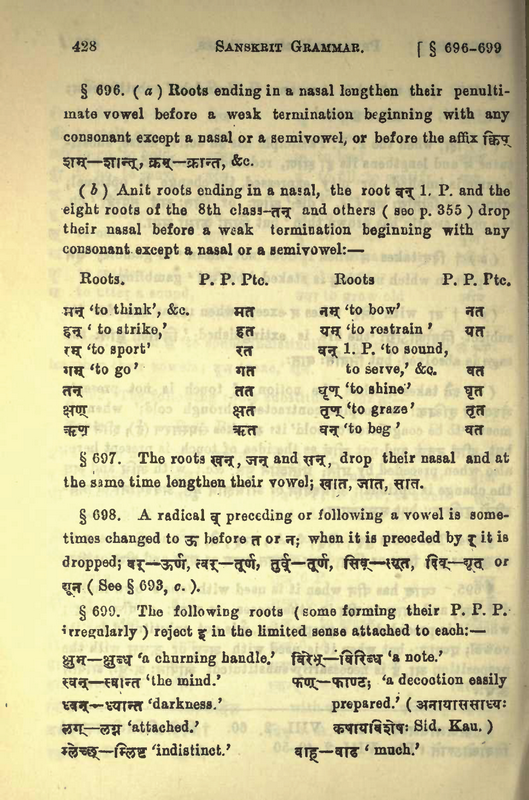 428 SANSKRIT GRAMMAR. [ § 696-699
§ 696. ( a ) Roots ending in a nasal lengthen their penulti-
mate vowel before a weak termination beginning with any
consonant except a nasal or a semivowel, or before the affix क्विप्
शम्—शान्त्, क्रम्—क्रान्त, &c.
( b ) Anit roots ending in a nasal, the root वन् 1. P. and the
eight roots of the 8th class-तन् and others ( see p. 355 ) drop
their nasal before a weak termination beginning with any
consonant except a nasal or a semivowel:—
Roots. P. P. Ptc. Roots P. P. Ptc.
मन् 'to think', &c. मत नम् 'to bow' नत
हन् ' to strike,' हत यम् 'to restrain ' यत
रम् 'to sport' रत वन् 1. P. 'to sound,
गम् 'to go' गत to serve,' &c. वत
तन् तत घृण् 'to shine' घृत
क्षण् क्षत तृण् 'to graze' तृत
ऋण् ऋत वन् 'to beg ' वत
§ 697. The roots खन्, जन् and सन्, drop their nasal and at
the same time lengthen their vowel; खात, जात, सात.
§ 698. A radical व् preceding or following a vowel is some-
times changed to ऊ before त or न; when it is preceded by र् it is
dropped; अव्—ऊर्ण, त्वर्—तूर्ण, तुर्व्—तूर्ण, सिव्—स्यूत, दिव्—द्यूत or
द्यून ( See § 693, c. ).
§ 699. The following roots ( some forming their P. P. P.
irregularly ) reject इ in the limited sense attached to each:—
क्षुभ—क्षुब्ध 'a churning handle.' विरेभ्—विरिब्ध 'a note.'
स्वन्—स्वान्त 'the mind.' फण्—फाण्ट; 'a decoction easily
ध्वन्—ध्वान्त 'darkness.' prepared.' ( अनायाससाध्यः
लग्—लग्न 'attached.' कषायविशेषः Sid. Kau. )
म्लेच्छ्—म्लिष्ट 'indistinct.' वाह्—वाढ ' much.'